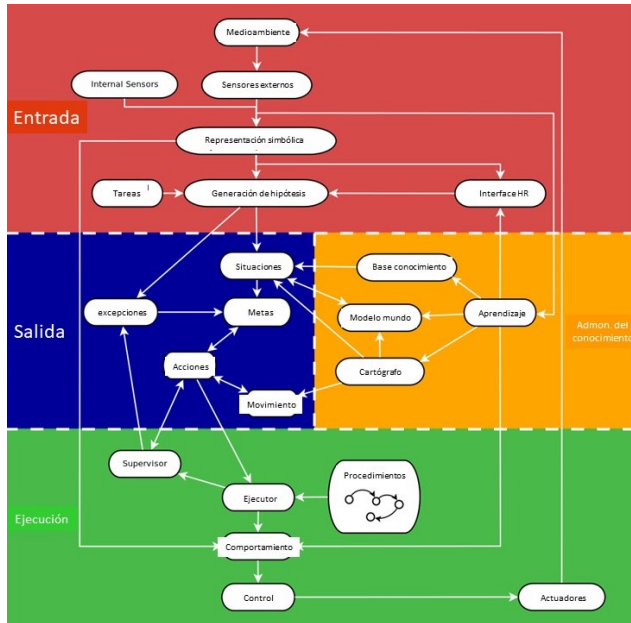 Medioambiente
Internal Sensors
Sensores externos
Entrada
Representación simbólica
Tareas
Generación de hipótesis
Interface HR
Situaciones
Base conocimiento
excepciones
Metas
Modelo mundo
Aprendizaje
Salida
Admon. del
conocimiento
Acciones
Cartógrafo
Movimiento
Supervisor
Procedimientos
Ejecutor
Ejecución
Comportamiento
Control
Actuadores